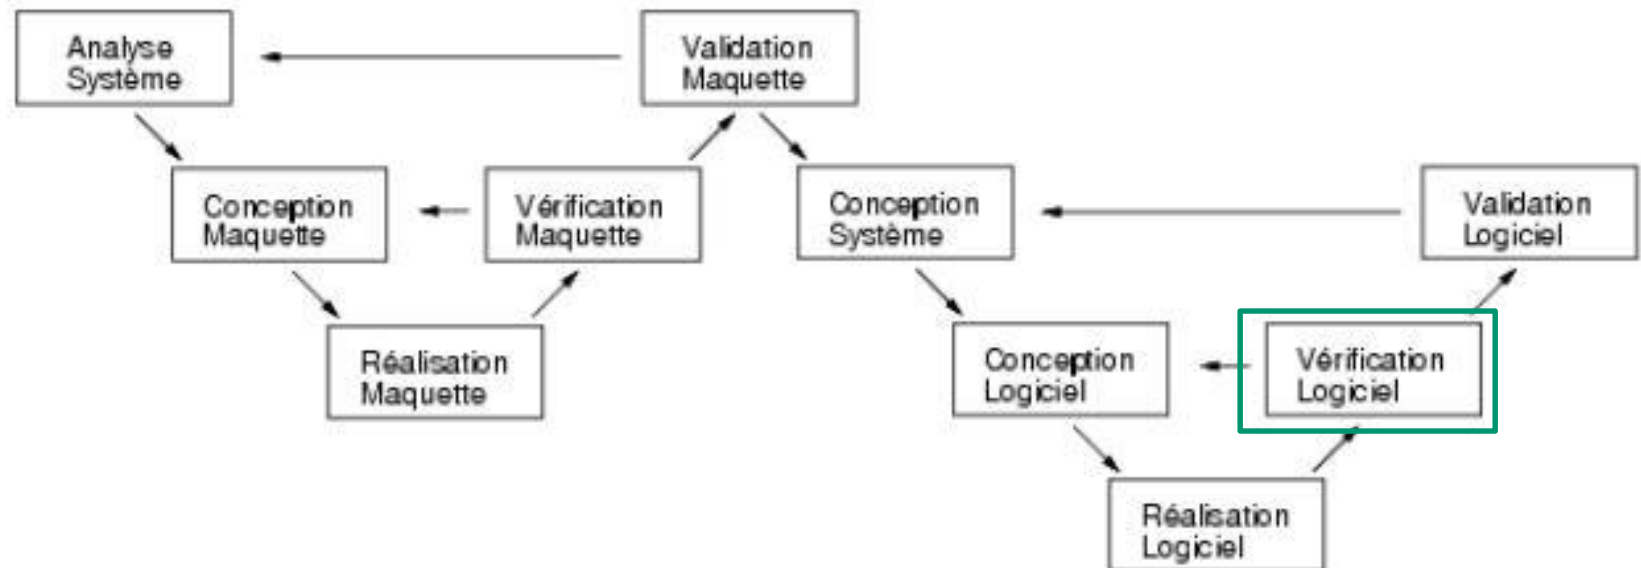 Analyse
Système
Validation
Maquette
Conception
Maquette
Vérification
Maquette
Conception
Système
Validation
Logiciel
Réalisation
Maquette
Conception
Logiciel
Vérification
Logiciel
Réalisation
Logiciel